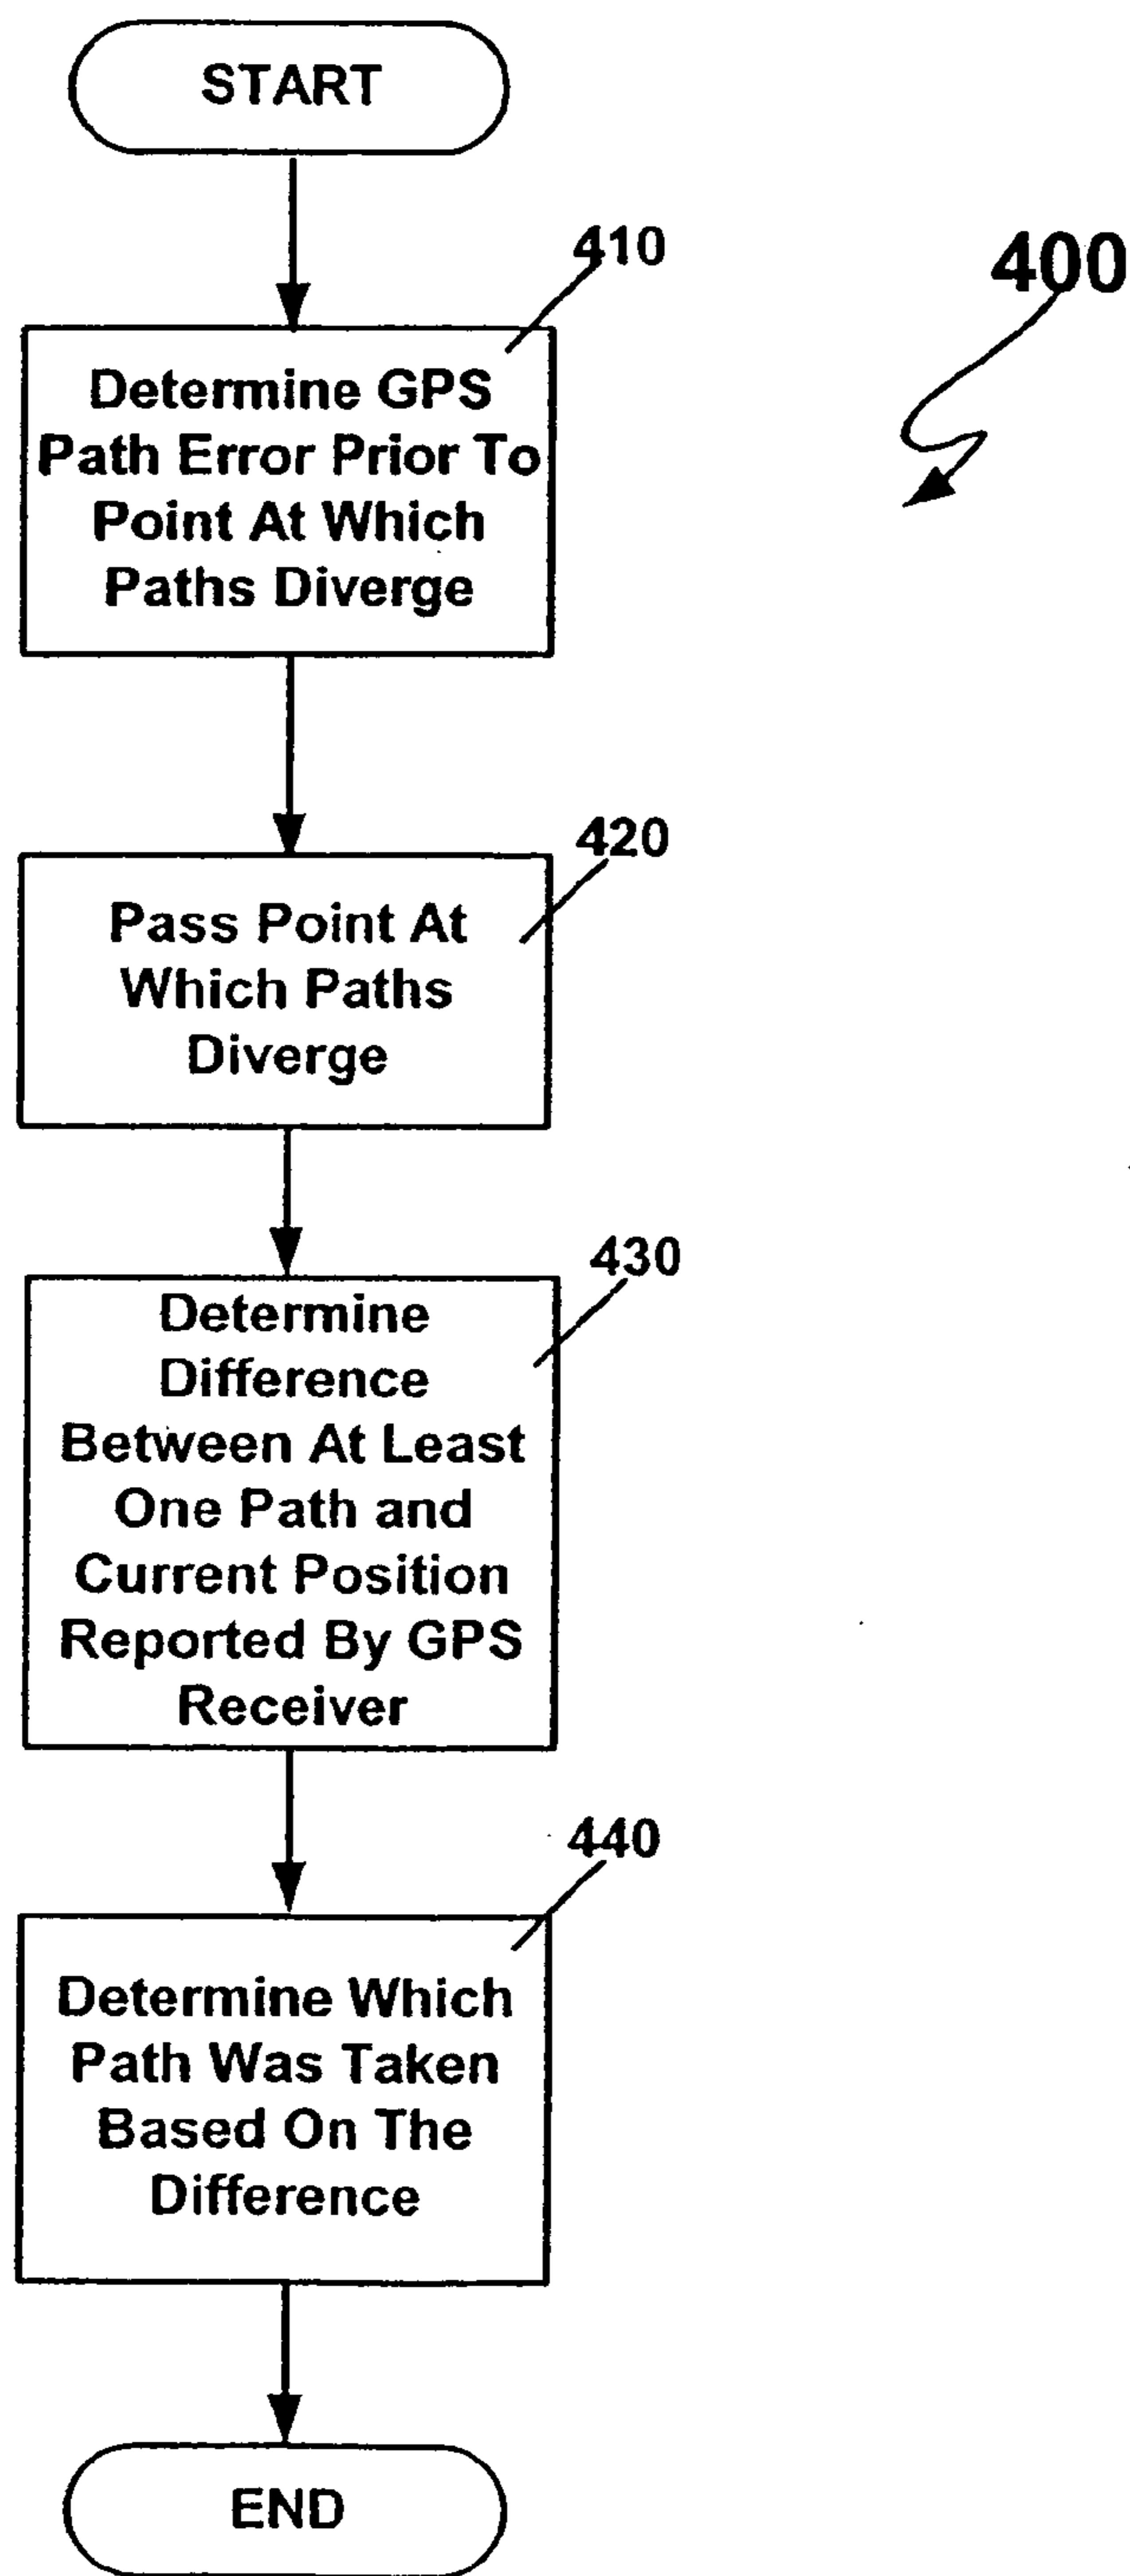 START
410
400
Determine GPS
Path Error Prior To
Point At Which
Paths Diverge
420
Pass Point At
Which Paths
Diverge
430
Determine
Difference
Between At Least
One Path and
Current Position
Reported By GPS
Receiver
440
Determine Which
Path Was Taken
Based On The
Difference
END